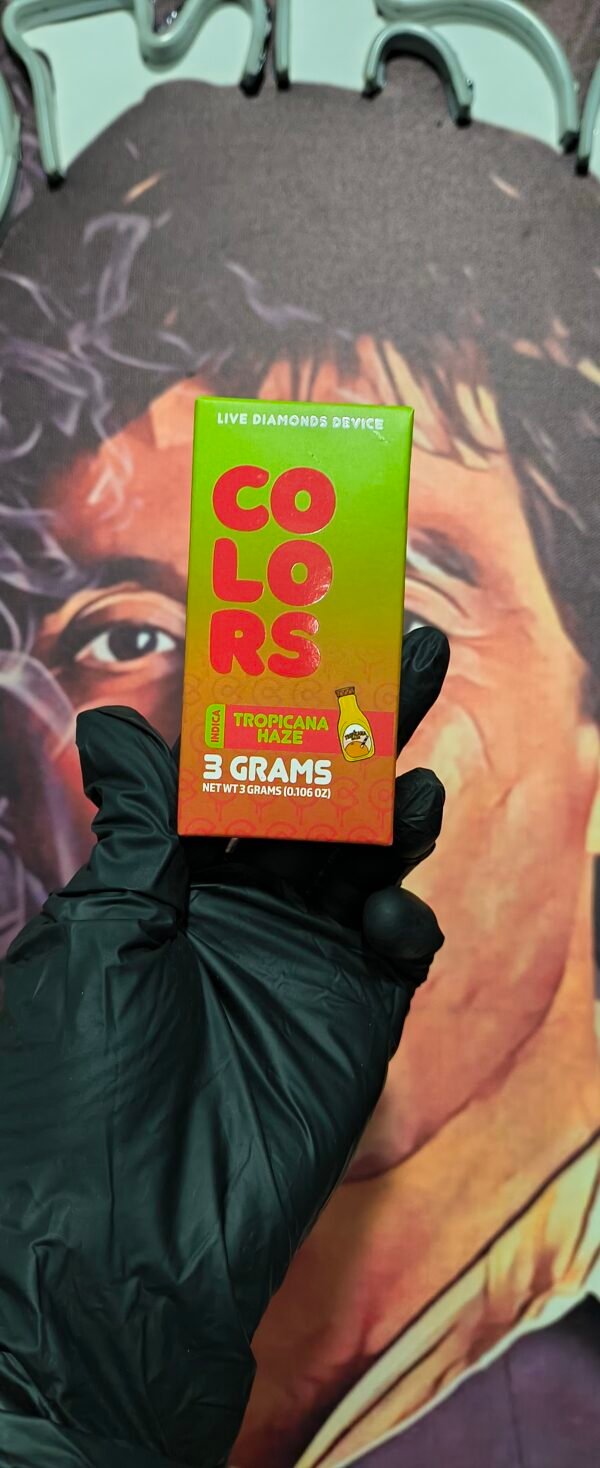 LIVE DIAMONDS DEVICE
CO
LO
RS
INDICA
TROPICANA
HAZE
3 GRAMS
NET WT 3 GRAMS (0.106 OZ)